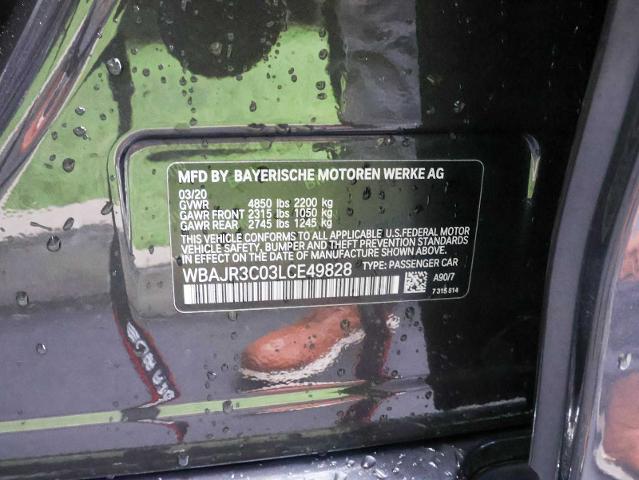 MFD BY BAYERISCHE MOTOREN WERKE AG
03/20
GVWR 4850 lbs 2200 kg
GAWR FRONT 2315 lbs 1050 kg
GAWR REAR 2745 lbs 1245 kg
THIS VEHICLE CONFORMS TO ALL APPLICABLE U.S.FEDERAL MOTOR
VEHICLE SAFETY, BUMPER AND THEFT PREVENTION STANDARDS
IN EFFECT ON THE DATE OF MANUFACTURE SHOWN ABOVE.
WBAJR3C03LCE49828 TYPE: PASSENGER CAR
A90/7
7 315 814